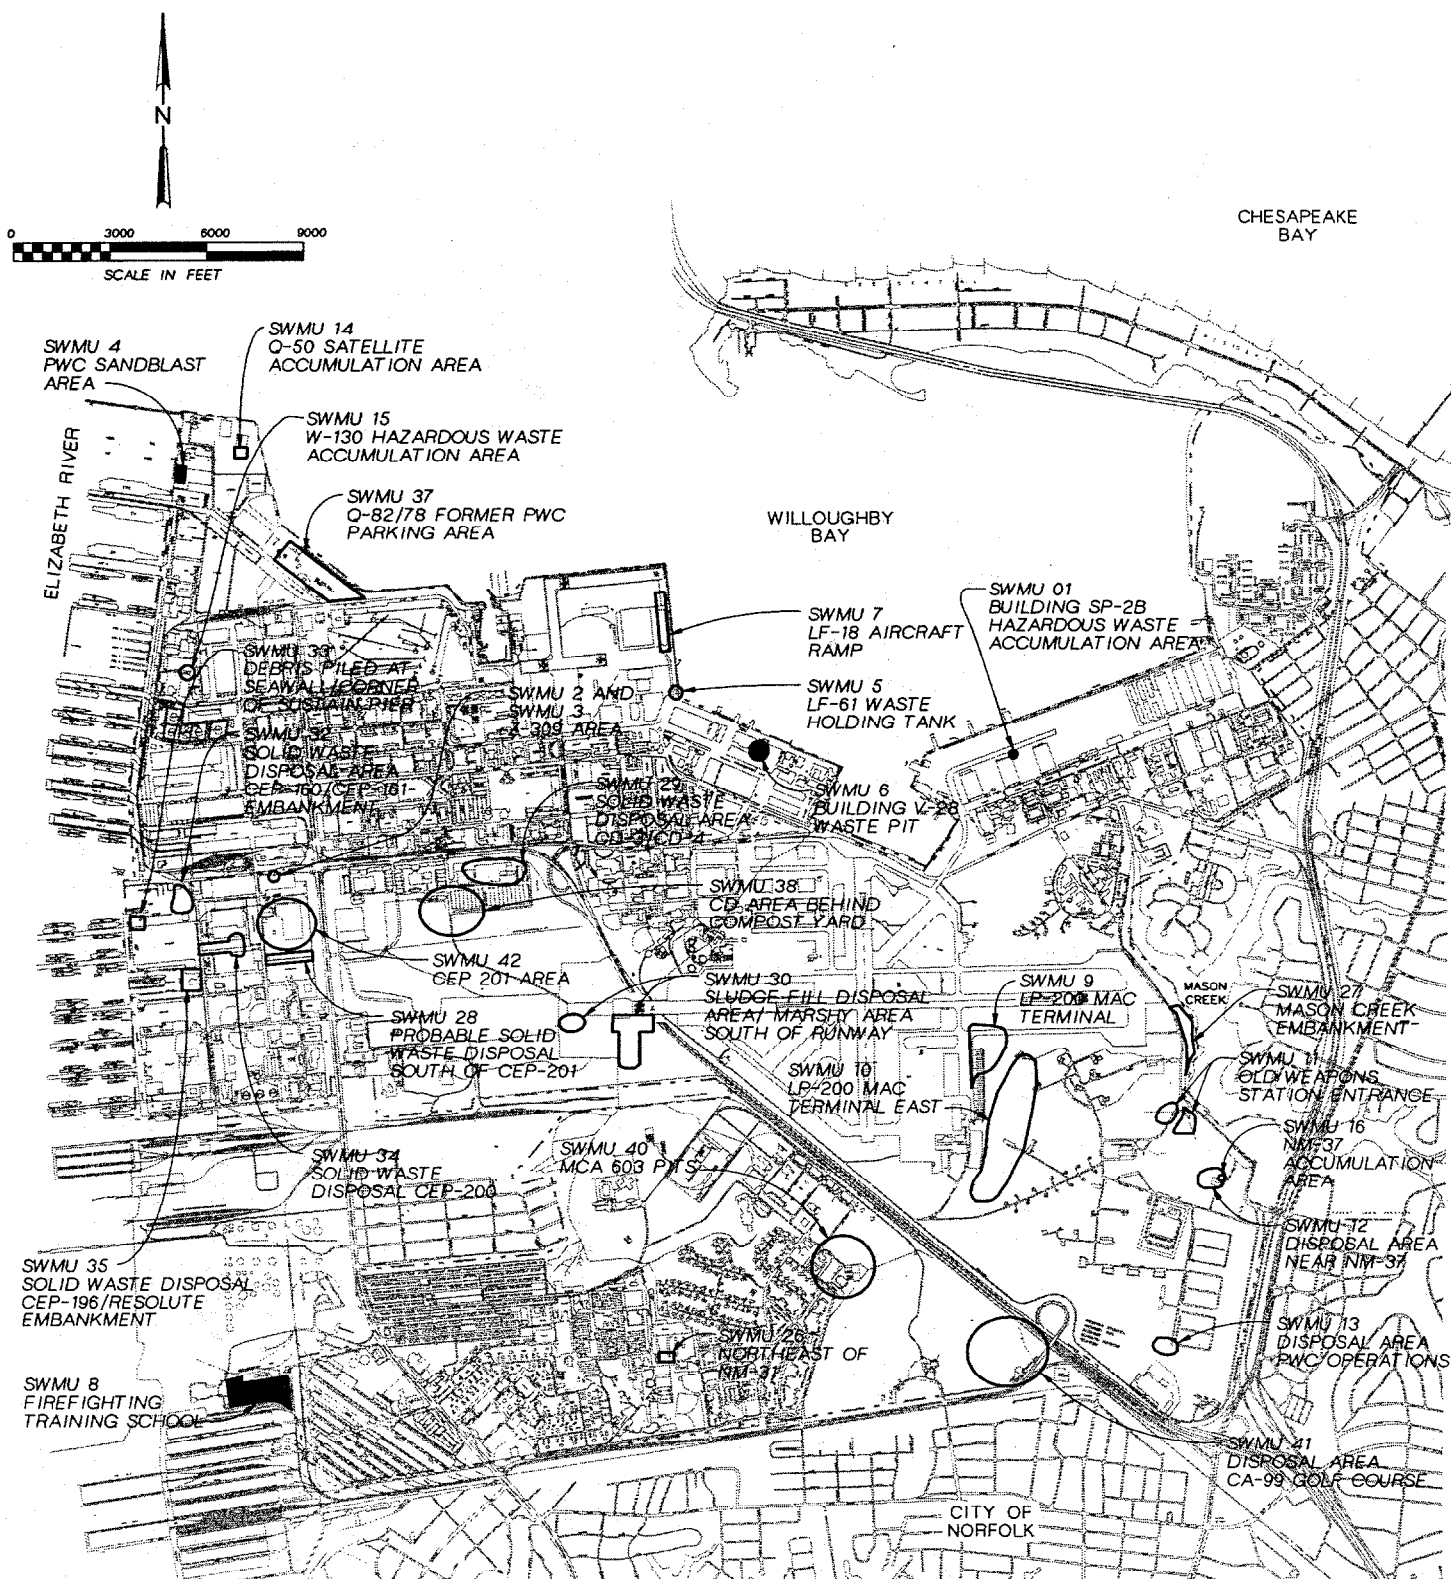 N
0 3000 6000 9000
SCALE IN FEET
CHESAPEAKE
BAY
SWMU 14
Q-50 SATELLITE
ACCUMULATION AREA
SWMU 4
PWC SANDBLAST
AREA
SWMU 15
W-130 HAZARDOUS WASTE
ACCUMULATION AREA
ELIZABETH RIVER
SWMU 37
Q-82/78 FORMER PWC
PARKING AREA
WILLOUGHBY
BAY
SWMU 01
BUILDING SP-2B
HAZARDOUS WASTE
ACCUMULATION AREA
SWMU 7
LF-18 AIRCRAFT
RAMP
SWMU 33
DEBRIS PILED AT
SEAWALL/CORNER
OF SUSTAIN PIER
SWMU 2 AND
SWMU 3
Z-309 AREA
SWMU 5
LF-61 WASTE
HOLDING TANK
SWMU 32
SOLID WASTE
DISPOSAL AREA
CEP-160/CEP-161
EMBANKMENT
SWMU 29
SOLID WASTE
DISPOSAL AREA
CD-3/CD-4
SWMU 6
BUILDING V-28
WASTE PIT
SWMU 38
CD AREA BEHIND
COMPOST YARD
SWMU 42
CEP 201 AREA
SWMU 30
SLUDGE FILL DISPOSAL
AREA/ MARSHY AREA
SOUTH OF RUNWAY
SWMU 9
LP-200 MAC
TERMINAL
MASON
CREEK
SWMU 27
MASON CREEK
EMBANKMENT
SWMU 28
PROBABLE SOLID
WASTE DISPOSAL
SOUTH OF CEP-201
SWMU 10
LP-200 MAC
TERMINAL EAST
SWMU 11
OLD WEAPONS
STATION ENTRANCE
SWMU 16
NM-37
ACCUMULATION
AREA
SWMU 34
SOLID WASTE
DISPOSAL CEP-200
SWMU 40
MCA 603 PITS
SWMU 12
DISPOSAL AREA
NEAR NM-37
SWMU 35
SOLID WASTE DISPOSAL
CEP-196/RESOLUTE
EMBANKMENT
SWMU 26
NORTHEAST OF
NM-37
SWMU 13
DISPOSAL AREA
PWC OPERATIONS
SWMU 8
FIREFIGHTING
TRAINING SCHOOL
SWMU 41
DISPOSAL AREA
CA-99 GOLF COURSE
CITY OF
NORFOLK